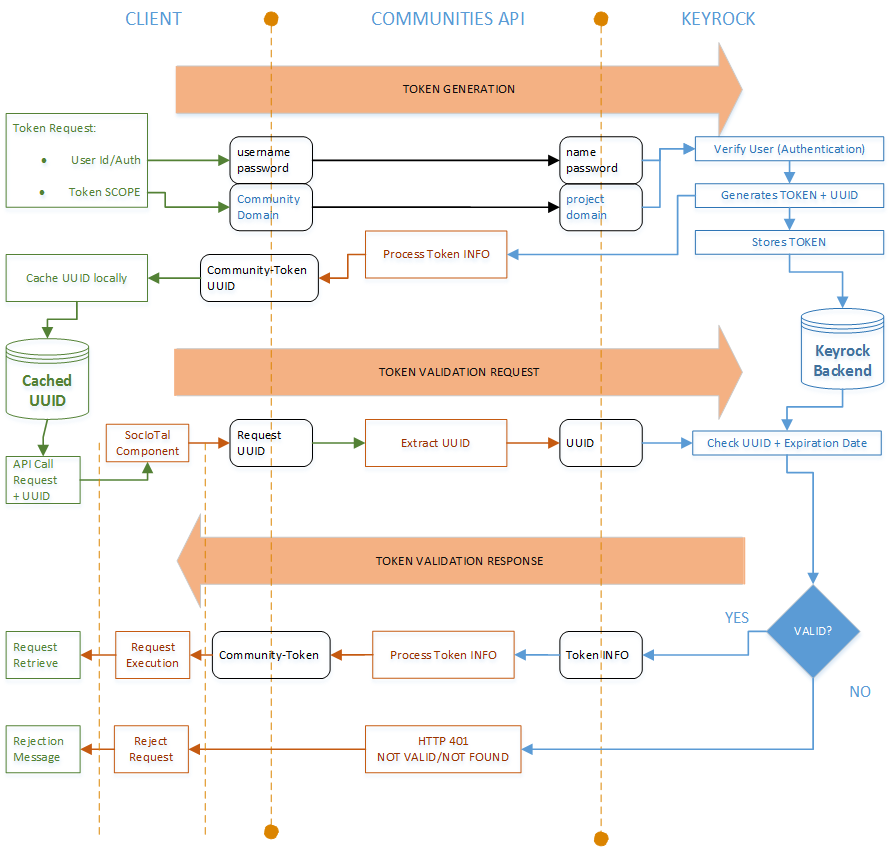 CLIENT
COMMUNITIES API
KEYROCK
TOKEN GENERATION
Token Request:
• User Id/Auth
• Token SCOPE
username
password
Community
Domain
name
password
project
domain
Verify User (Authentication)
Generates TOKEN + UUID
Stores TOKEN
Process Token INFO
Community-Token
UUID
Cache UUID locally
Cached
UUID
Keyrock
Backend
TOKEN VALIDATION REQUEST
API Call
Request
+ UUID
SocIoTal
Component
Request
UUID
Extract UUID
UUID
Check UUID + Expiration Date
TOKEN VALIDATION RESPONSE
VALID?
YES
NO
Request
Retrieve
Request
Execution
Community-Token
Process Token INFO
Token INFO
Rejection
Message
Reject
Request
HTTP 401
NOT VALID/NOT FOUND